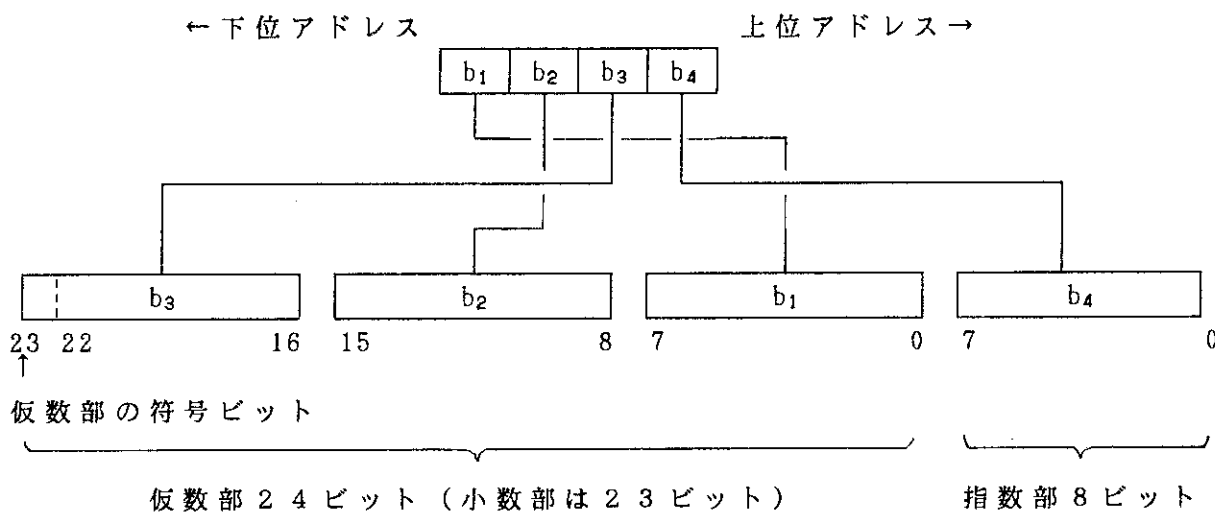 ←下位アドレス 上位アドレス→
b₁ b₂ b₃ b₄
b₃ b₂ b₁ b₄
23 22 16 15 8 7 0 7 0
↑
仮数部の符号ビット
仮数部24ビット(小数部は23ビット) 指数部8ビット